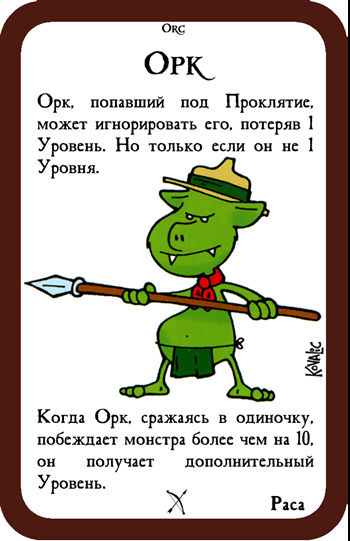 Orc
Орк
Орк, попавший под Проклятие,
может игнорировать его, потеряв 1
Уровень. Но только если он не 1
Уровня.
Kovalic
Когда Орк, сражаясь в одиночку,
побеждает монстра более чем на 10,
он получает дополнительный
Уровень.
Раса